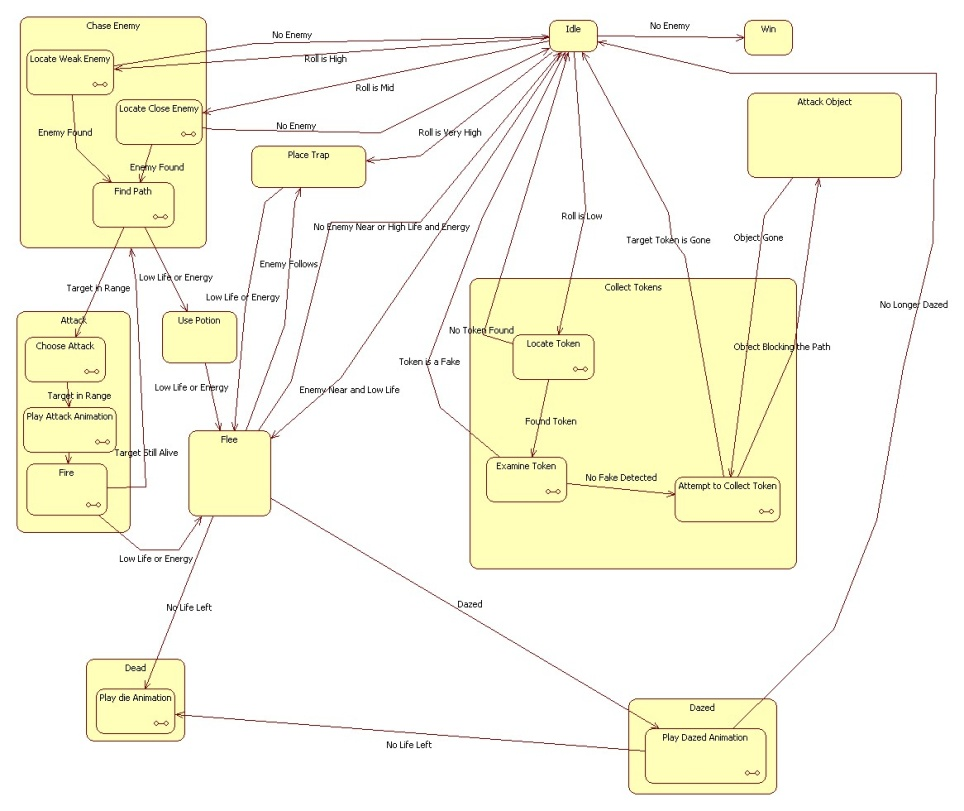 Chase Enemy
Idle
No Enemy
Win
No Enemy
Locate Weak Enemy
Roll is High
Roll is Mid
Attack Object
Locate Close Enemy
No Enemy
Enemy Found
Roll is Very High
Place Trap
Enemy Found
Find Path
Roll is Low
No Enemy Near or High Life and Energy
Target Token is Gone
Object Gone
Enemy Follows
Low Life or Energy
Target in Range
Low Life or Energy
Collect Tokens
No Longer Dazed
Attack
Use Potion
No Token Found
Choose Attack
Locate Token
Object Blocking the Path
Token is a Fake
Low Life or Energy
Enemy Near and Low Life
Target in Range
Play Attack Animation
Found Token
Flee
Target Still Alive
Fire
Examine Token
No Fake Detected
Attempt to Collect Token
Low Life or Energy
No Life Left
Dazed
Dead
Play die Animation
Dazed
Play Dazed Animation
No Life Left